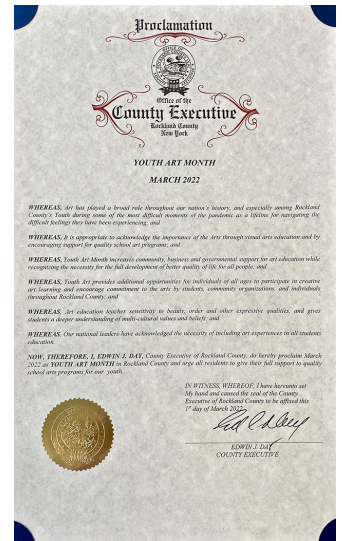 Proclamation
Office of the
County Executive
Rockland County
New York
YOUTH ART MONTH
MARCH 2022
WHEREAS, Art has played a broad role throughout our nation's history, and especially among Rockland
County's Youth during some of the most difficult moments of the pandemic as a lifeline for navigating the
difficult feelings they have been experiencing; and
WHEREAS, It is appropriate to acknowledge the importance of the Arts through visual arts education and by
encouraging support for quality school art programs; and
WHEREAS, Youth Art Month increases community, business and governmental support for art education while
recognizing the necessity for the full development of better quality of life for all people; and
WHEREAS, Youth Art provides additional opportunities for individuals of all ages to participate in creative
art learning and encourage commitment to the arts by students, community organizations, and individuals
throughout Rockland County; and
WHEREAS, Art education teaches sensitivity to beauty, order and other expressive qualities, and gives
students a deeper understanding of multi-cultural values and beliefs; and
WHEREAS, Our national leaders have acknowledged the necessity of including art experiences in all students
education.
NOW, THEREFORE, I, EDWIN J. DAY, County Executive of Rockland County, do hereby proclaim March
2022 as YOUTH ART MONTH in Rockland County and urge all residents to give their full support to quality
school arts programs for our youth.
IN WITNESS, WHEREOF, I have hereunto set
My hand and caused the seal of the County
Executive of Rockland County to be affixed this
1st day of March 2022.
EDWIN J. DAY
COUNTY EXECUTIVE